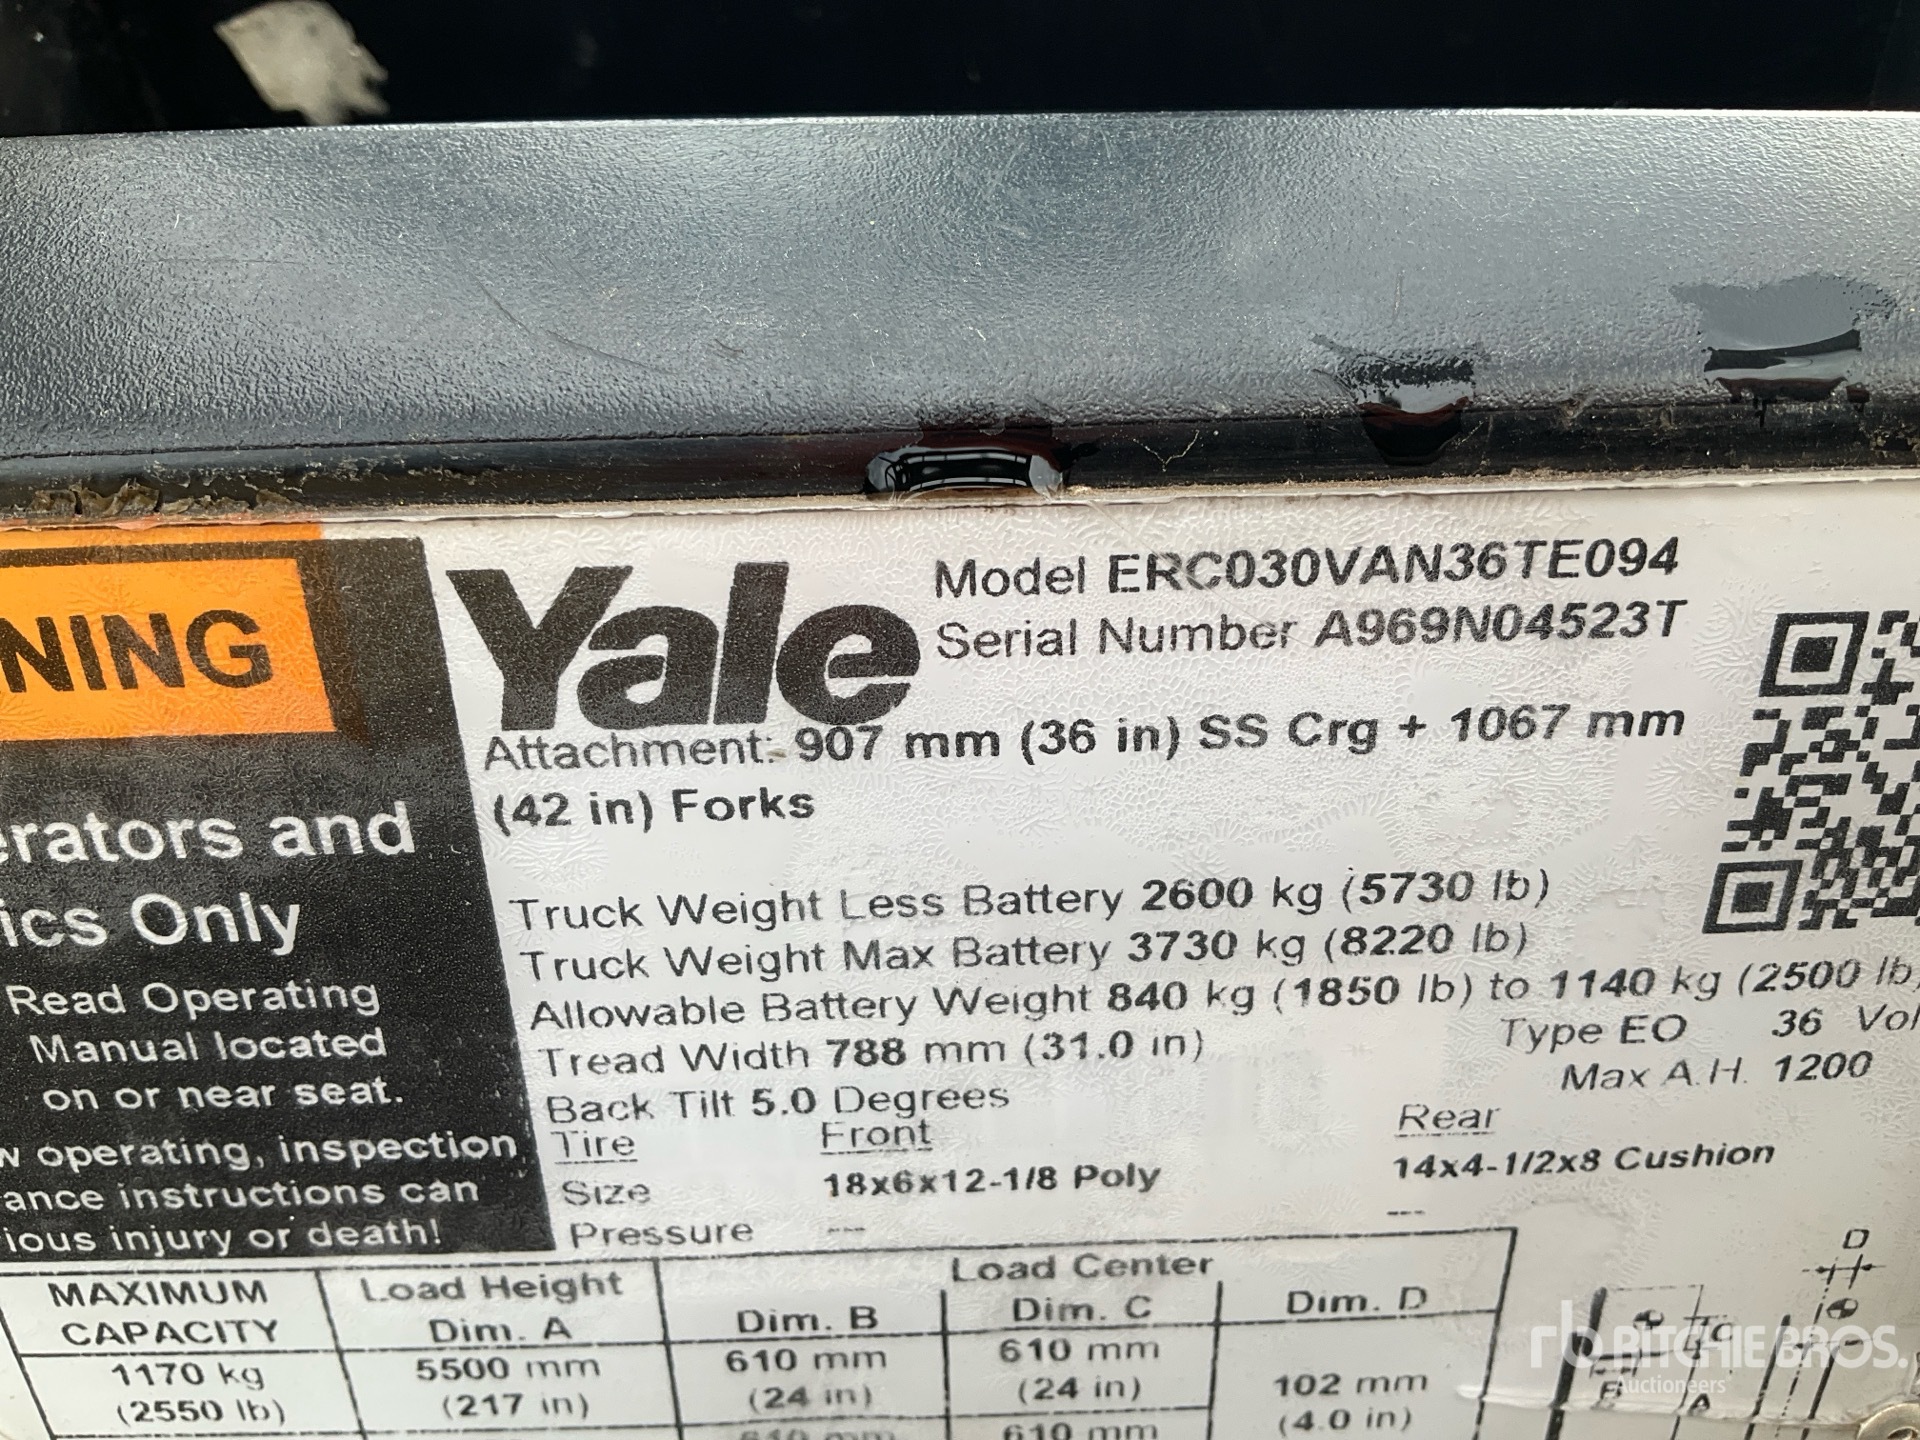 NING
erators and
ics Only
Read Operating
Manual located
on or near seat.
w operating, inspection
ance instructions can
ious injury or death!
Yale
Model ERC030VAN36TE094
Serial Number A969N04523T
Attachment: 907 mm (36 in) SS Crg + 1067 mm
(42 in) Forks
Truck Weight Less Battery 2600 kg (5730 lb)
Truck Weight Max Battery 3730 kg (8220 lb)
Allowable Battery Weight 840 kg (1850 lb) to 1140 kg (2500 lb)
Tread Width 788 mm (31.0 in)
Type EO 36 Vol
Back Tilt 5.0 Degrees
Max A.H. 1200
Tire Front Rear
Size 18x6x12-1/8 Poly 14x4-1/2x8 Cushion
Pressure --- ---
MAXIMUM CAPACITY Load Height Dim. A Load Center
Dim. B Dim. C Dim. D
1170 kg 5500 mm 610 mm 610 mm 102 mm
(2550 lb) (217 in) (24 in) (24 in) (4.0 in)
610 mm 610 mm
D
C
E
A
rb RITCHIE BROS.
Auctioneers